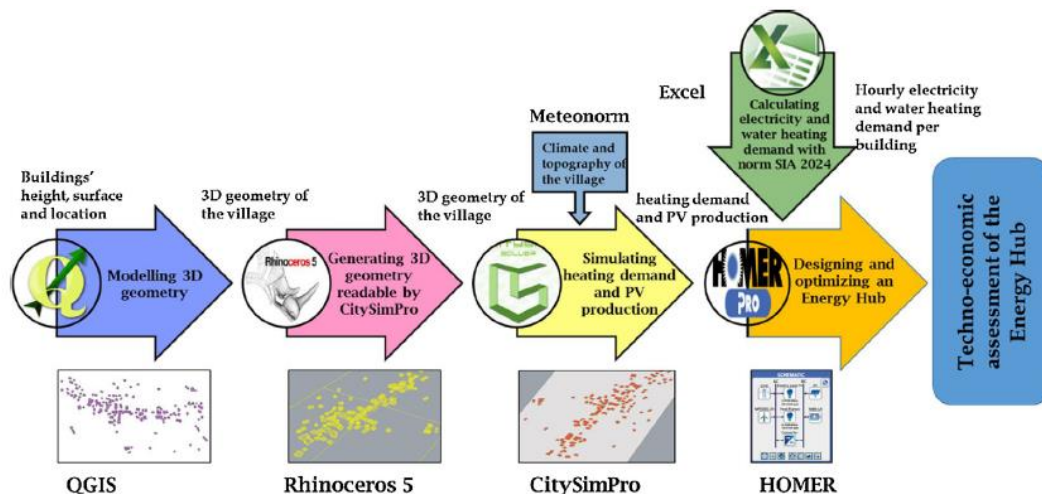 Excel
Calculating
electricity and
water heating
demand with
norm SIA 2024
Hourly electricity
and water heating
demand per
building
Meteonorm
Climate and
topography of
the village
Buildings'
height, surface
and location
3D geometry of
the village
3D geometry of
the village
heating demand
and PV production
Modelling 3D
geometry
Rhinoceros 5
Generating 3D
geometry
readable by
CitySimPro
Simulating
heating demand
and PV
production
HOMER
PRO
Designing and
optimizing an
Energy Hub
Techno-economic
assessment of the
Energy Hub
SCHEMATIC
QGIS
Rhinoceros 5
CitySimPro
HOMER